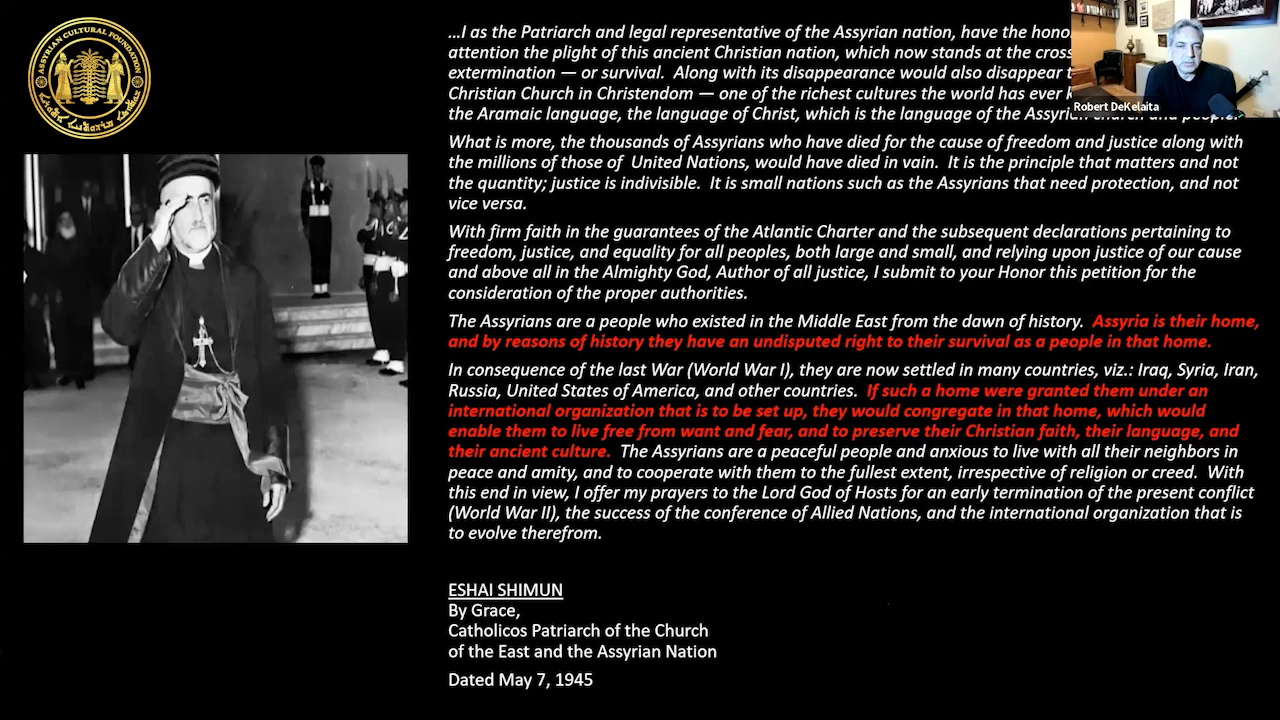 ASSYRIAN CULTURAL FOUNDATION
…I as the Patriarch and legal representative of the Assyrian nation, have the
attention the plight of this ancient Christian nation, which now stands at the
extermination — or survival.  Along with its disappearance would also disappear
Christian Church in Christendom — one of the richest cultures the world has ever
the Aramaic language, the language of Christ, which is the language of the Assyrian church and people.
What is more, the thousands of Assyrians who have died for the cause of freedom and justice along with
the millions of those of  United Nations, would have died in vain.  It is the principle that matters and not
the quantity; justice is indivisible.  It is small nations such as the Assyrians that need protection, and not
vice versa.
With firm faith in the guarantees of the Atlantic Charter and the subsequent declarations pertaining to
freedom, justice, and equality for all peoples, both large and small, and relying upon justice of our cause
and above all in the Almighty God, Author of all justice, I submit to your Honor this petition for the
consideration of the proper authorities.
The Assyrians are a people who existed in the Middle East from the dawn of history.  Assyria is their home,
and by reasons of history they have an undisputed right to their survival as a people in that home.
In consequence of the last War (World War I), they are now settled in many countries, viz.: Iraq, Syria, Iran,
Russia, United States of America, and other countries.  If such a home were granted them under an
international organization that is to be set up, they would congregate in that home, which would
enable them to live free from want and fear, and to preserve their Christian faith, their language, and
their ancient culture.  The Assyrians are a peaceful people and anxious to live with all their neighbors in
peace and amity, and to cooperate with them to the fullest extent, irrespective of religion or creed.  With
this end in view, I offer my prayers to the Lord God of Hosts for an early termination of the present conflict
(World War II), the success of the conference of Allied Nations, and the international organization that is
to evolve therefrom.
ESHAI SHIMUN
By Grace,
Catholicos Patriarch of the Church
of the East and the Assyrian Nation
Dated May 7, 1945
Robert DeKelaita